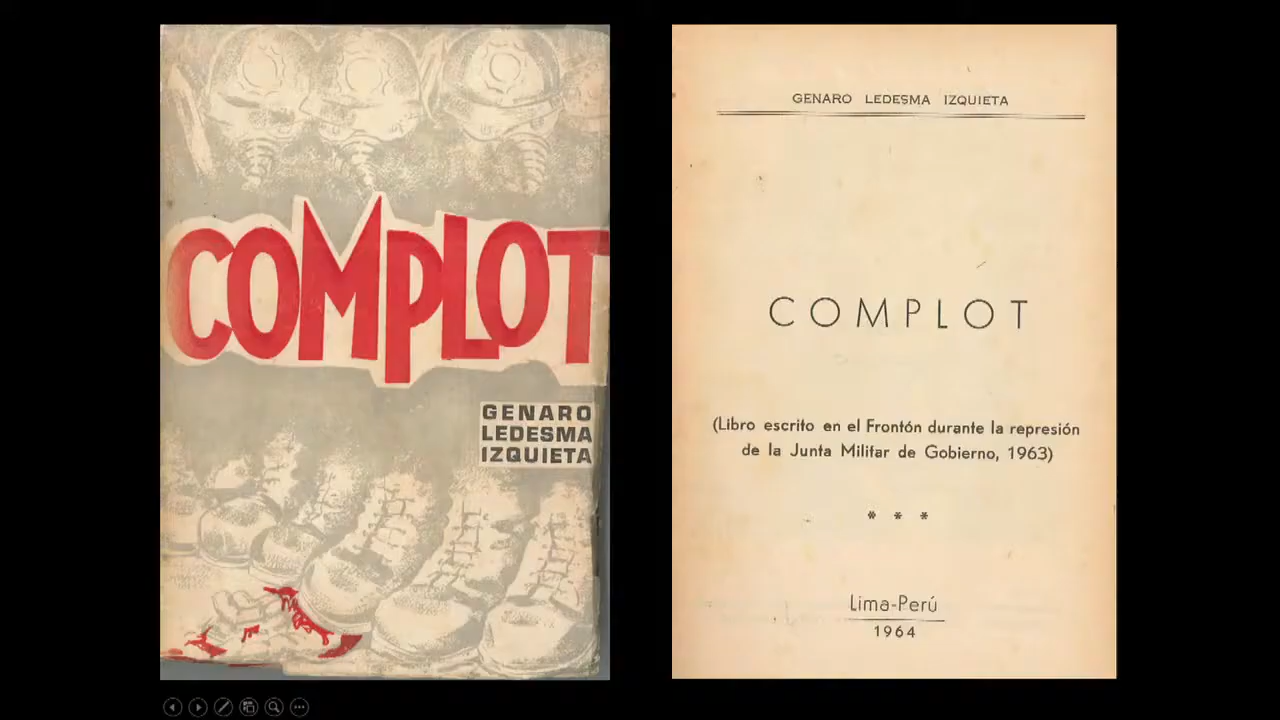 COMPLOT
GENARO
LEDESMA
IZQUIETA
GENARO LEDESMA IZQUIETA
COMPLOT
(Libro escrito en el Frontón durante la represión
de la Junta Militar de Gobierno, 1963)
* * *
Lima-Perú
1964